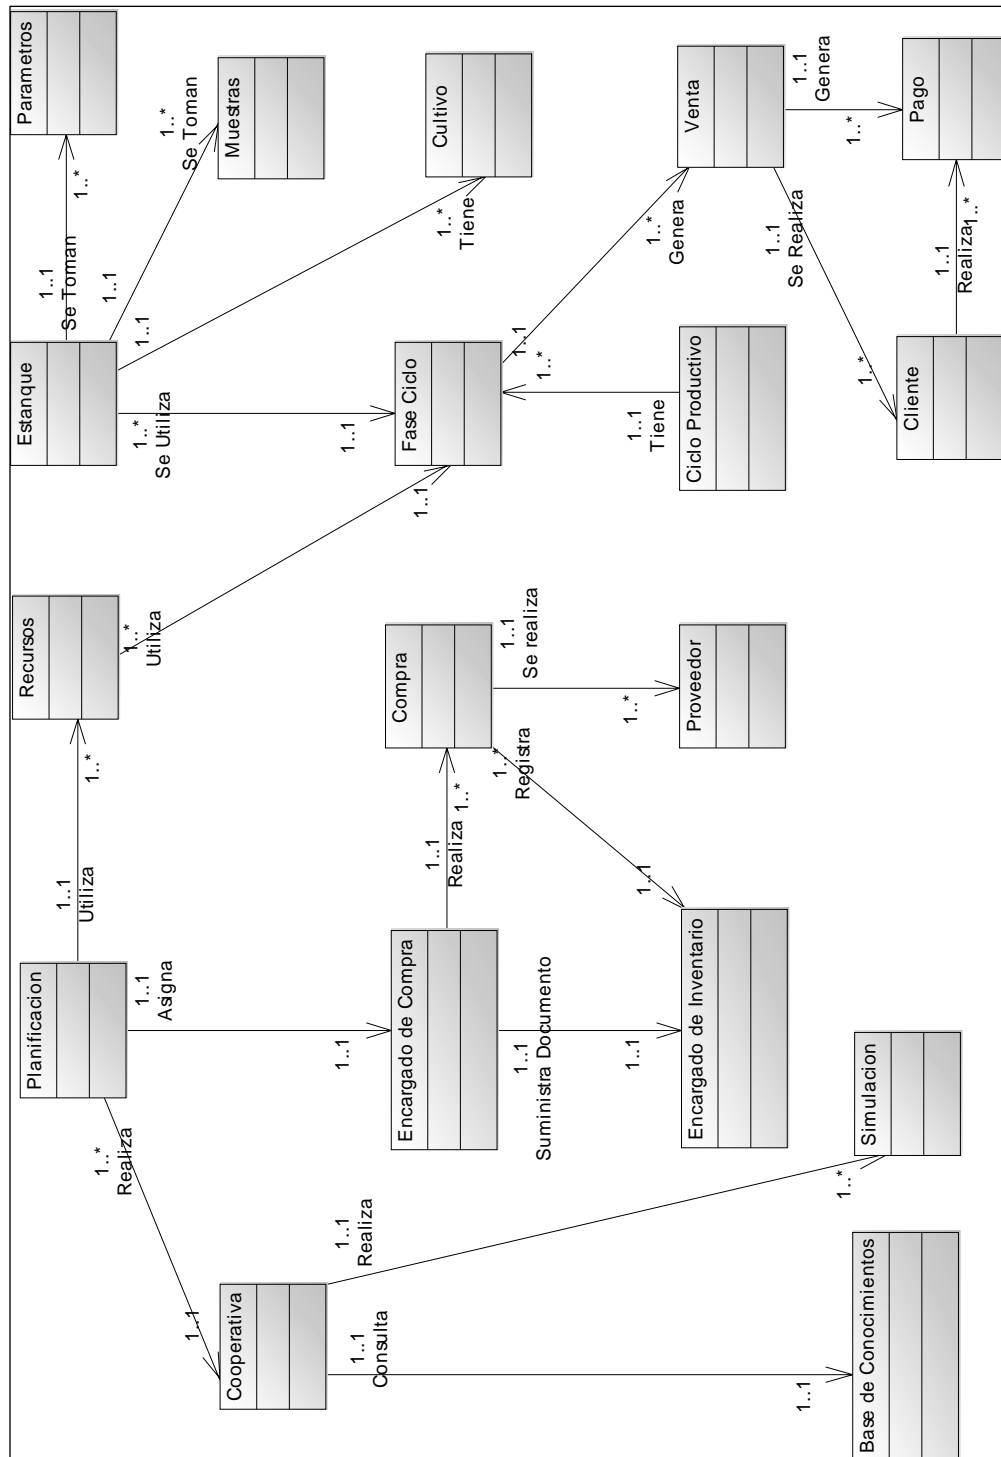 Parametros
Muestras
Cultivo
Venta
Pago
1..*
Se Toman
1..1
Se Toman
1..*
1..1
1..*
Tiene
1..1
1..1
Genera
1..*
Estanque
1..*
Se Utiliza
1..1
Fase Ciclo
1..*
Genera
1..1
1..*
1..1
Tiene
Ciclo Productivo
1..1
Se Realiza
1..*
Cliente
1..1
Realiza
1..*
Recursos
1..*
Utiliza
1..1
1..1
Utiliza
1..*
Compra
1..1
Se realiza
1..*
Proveedor
1..1
Realiza
1..*
1..*
Registra
1..1
Planificacion
1..1
Asigna
1..1
Encargado de Compra
1..1
Suministra Documento
1..1
Encargado de Inventario
Simulacion
1..*
Realiza
1..1
Cooperativa
1..1
Realiza
1..*
1..1
Consulta
1..1
Base de Conocimientos